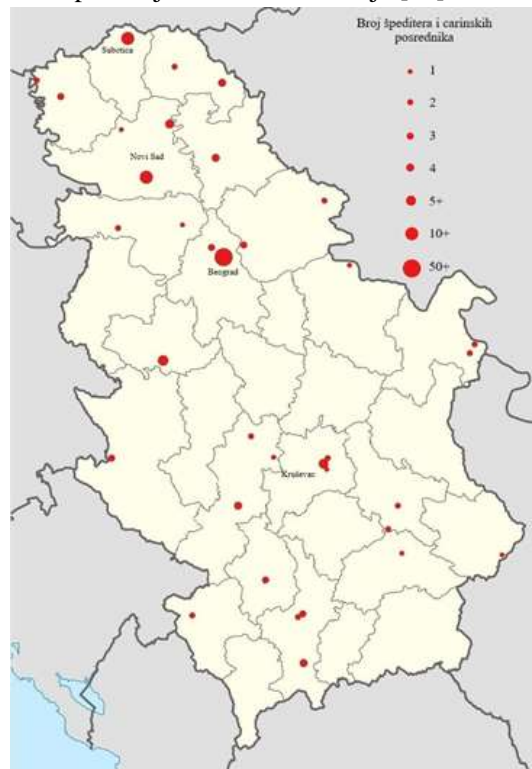 Broj špeditera i carinskih
posrednika
1
2
3
4
5+
10+
50+
Subotica
Novi Sad
Beograd
Kruševac